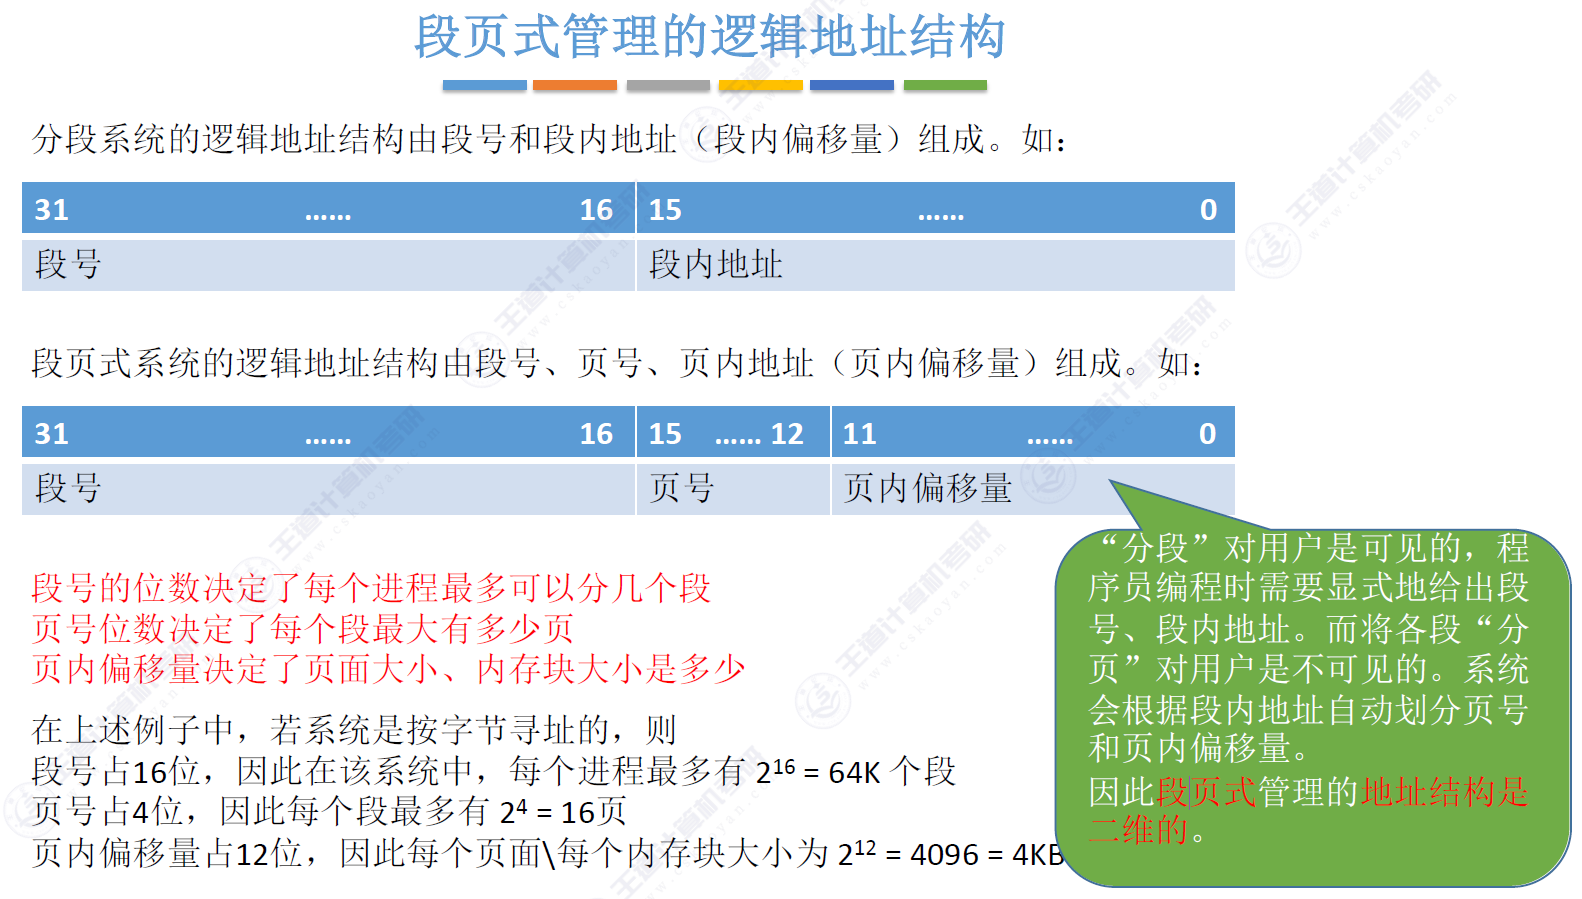 段页式管理的逻辑地址结构
分段系统的逻辑地址结构由段号和段内地址（段内偏移量）组成。如：
31 …… 16 15 …… 0
段号 段内地址
段页式系统的逻辑地址结构由段号、页号、页内地址（页内偏移量）组成。如：
31 …… 16 15 …… 12 11 …… 0
段号 页号 页内偏移量
段号的位数决定了每个进程最多可以分几个段
页号位数决定了每个段最大有多少页
页内偏移量决定了页面大小、内存块大小是多少
在上述例子中，若系统是按字节寻址的，则
段号占16位，因此在该系统中，每个进程最多有 2¹⁶ = 64K 个段
页号占4位，因此每个段最多有 2⁴ = 16页
页内偏移量占12位，因此每个页面\每个内存块大小为 2¹² = 4096 = 4KB
“分段”对用户是可见的，程
序员编程时需要显式地给出段
号、段内地址。而将各段“分
页”对用户是不可见的。系统
会根据段内地址自动划分页号
和页内偏移量。
因此段页式管理的地址结构是
二维的。
王道计算机考研
www.cskaoyan.com